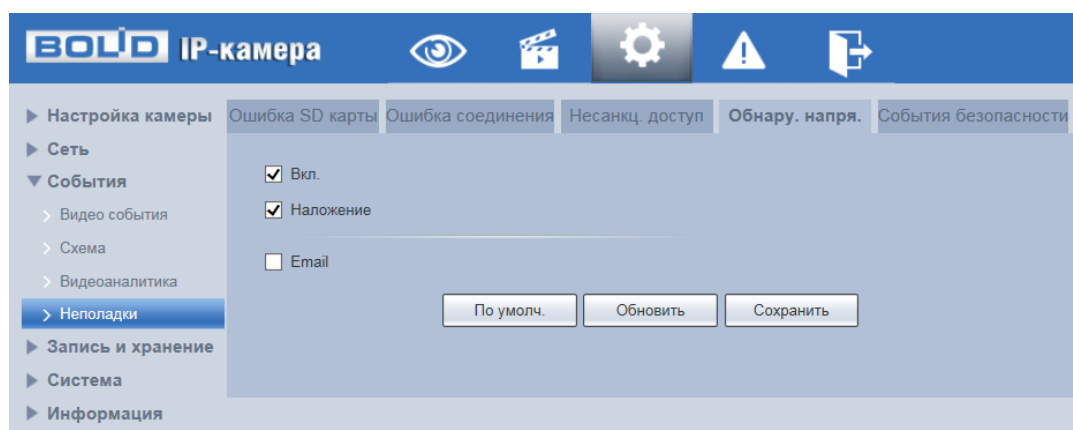 BOLID IP-камера
Настройка камеры
Сеть
События
Видео события
Схема
Видеоаналитика
Неполадки
Запись и хранение
Система
Информация
Ошибка SD карты Ошибка соединения Несанкц. доступ Обнару. напря. События безопасности
Вкл.
Наложение
Email
По умолч. Обновить Сохранить